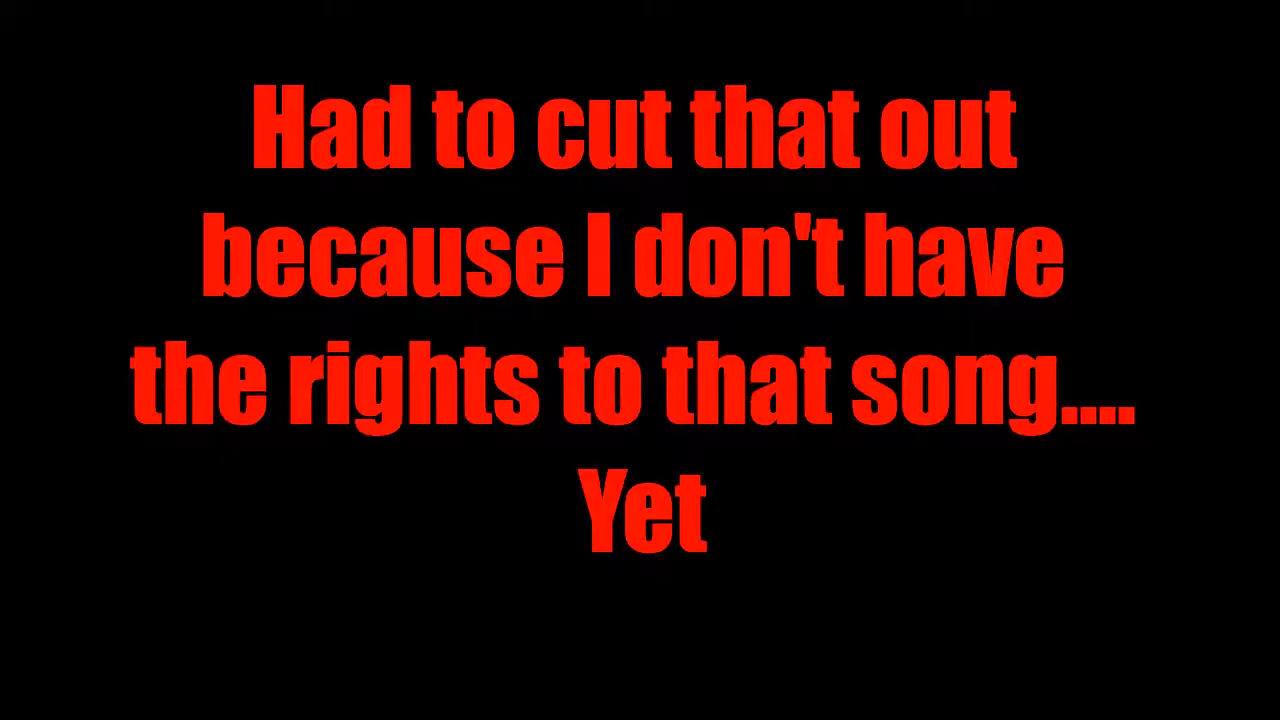 Had to cut that out
because I don't have
the rights to that song....
Yet